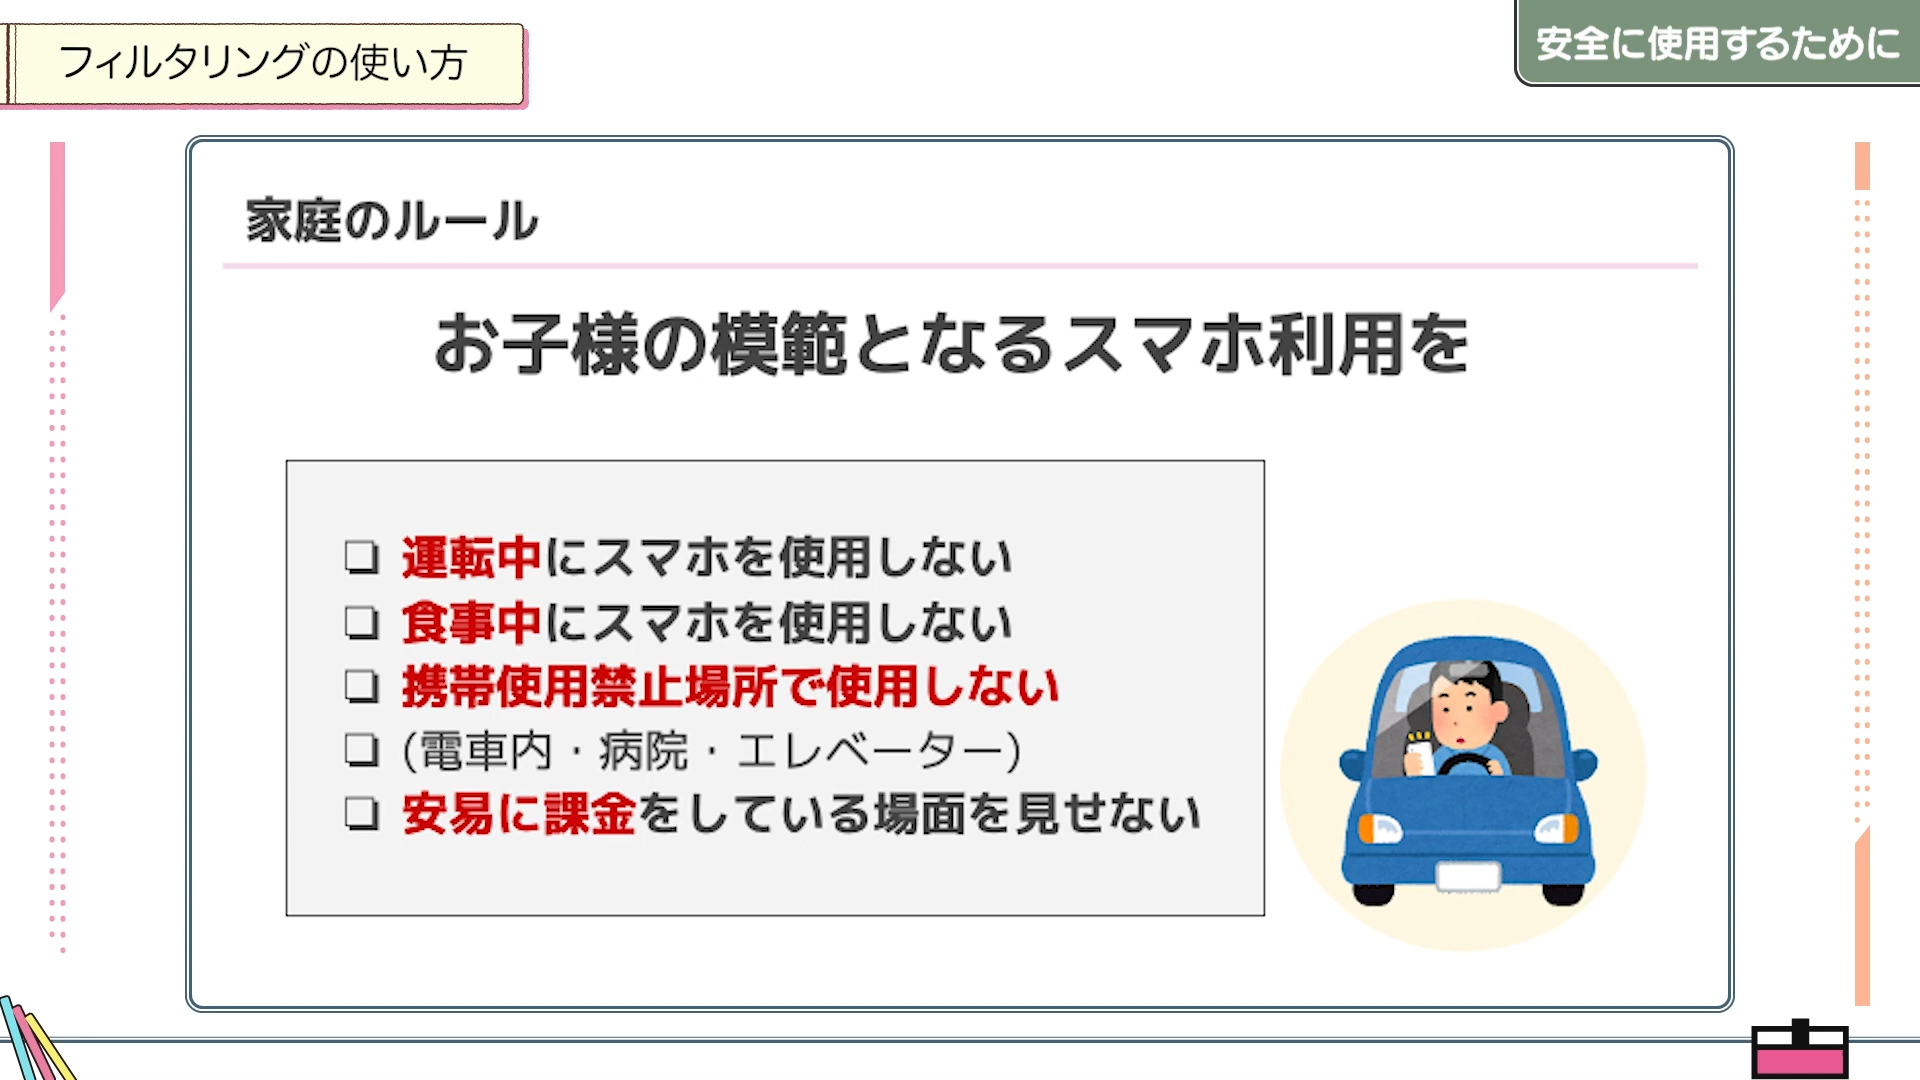 フィルタリングの使い方
安全に使用するために
家庭のルール
お子様の模範となるスマホ利用を
❏ 運転中にスマホを使用しない
❏ 食事中にスマホを使用しない
❏ 携帯使用禁止場所で使用しない
❏ (電車内・病院・エレベーター)
❏ 安易に課金をしている場面を見せない